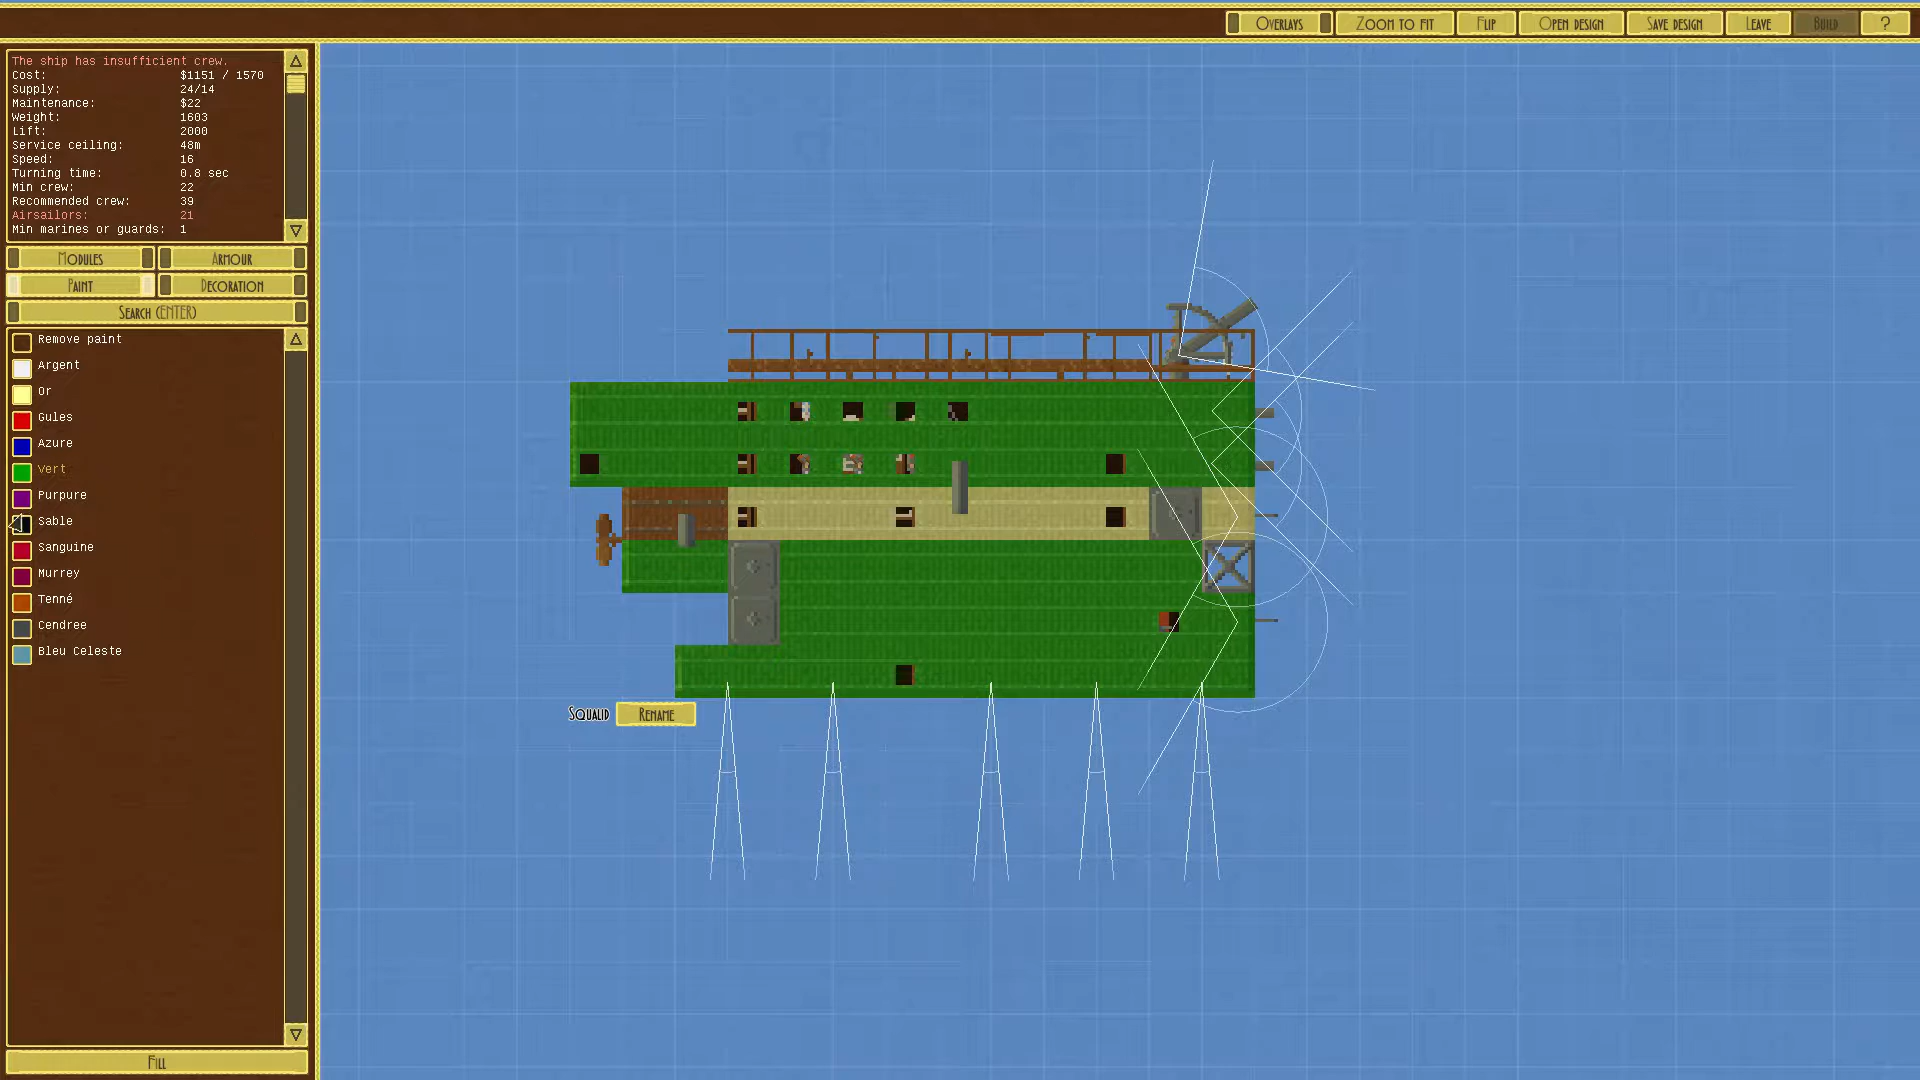 OVERLAYS ZOOM TO FIT FLIP OPEN DESIGN SAVE DESIGN LEAVE BUILD ?
The ship has insufficient crew.
Cost: $1151 / 1570
Supply: 24/14
Maintenance: $22
Weight: 1603
Lift: 2000
Service ceiling: 48m
Speed: 16
Turning time: 0.8 sec
Min crew: 22
Recommended crew: 39
Airsailors: 21
Min marines or guards: 1
MODULES ARMOUR
PAINT DECORATION
SEARCH (ENTER)
Remove paint
Argent
Or
Gules
Azure
Vert
Purpure
Sable
Sanguine
Murrey
Tenné
Cendree
Bleu Celeste
SQUALID RENAME
FILL